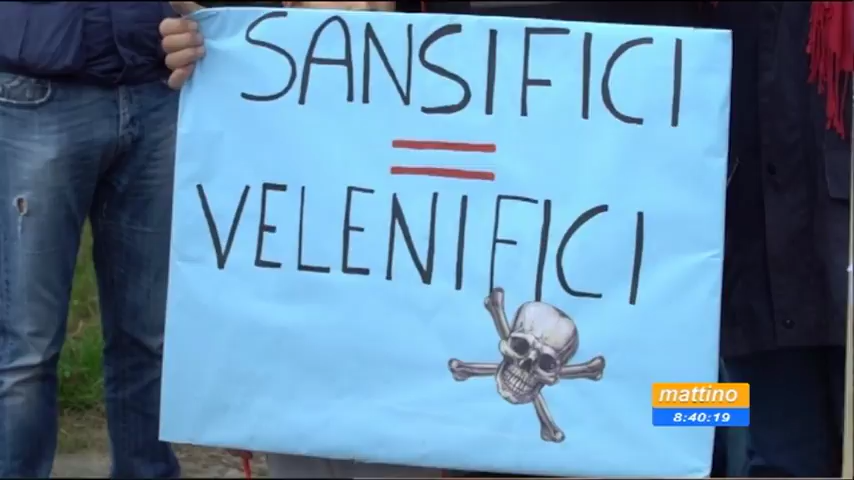 SANSIFICI
=
VELENIFICI
mattino
8:40:19